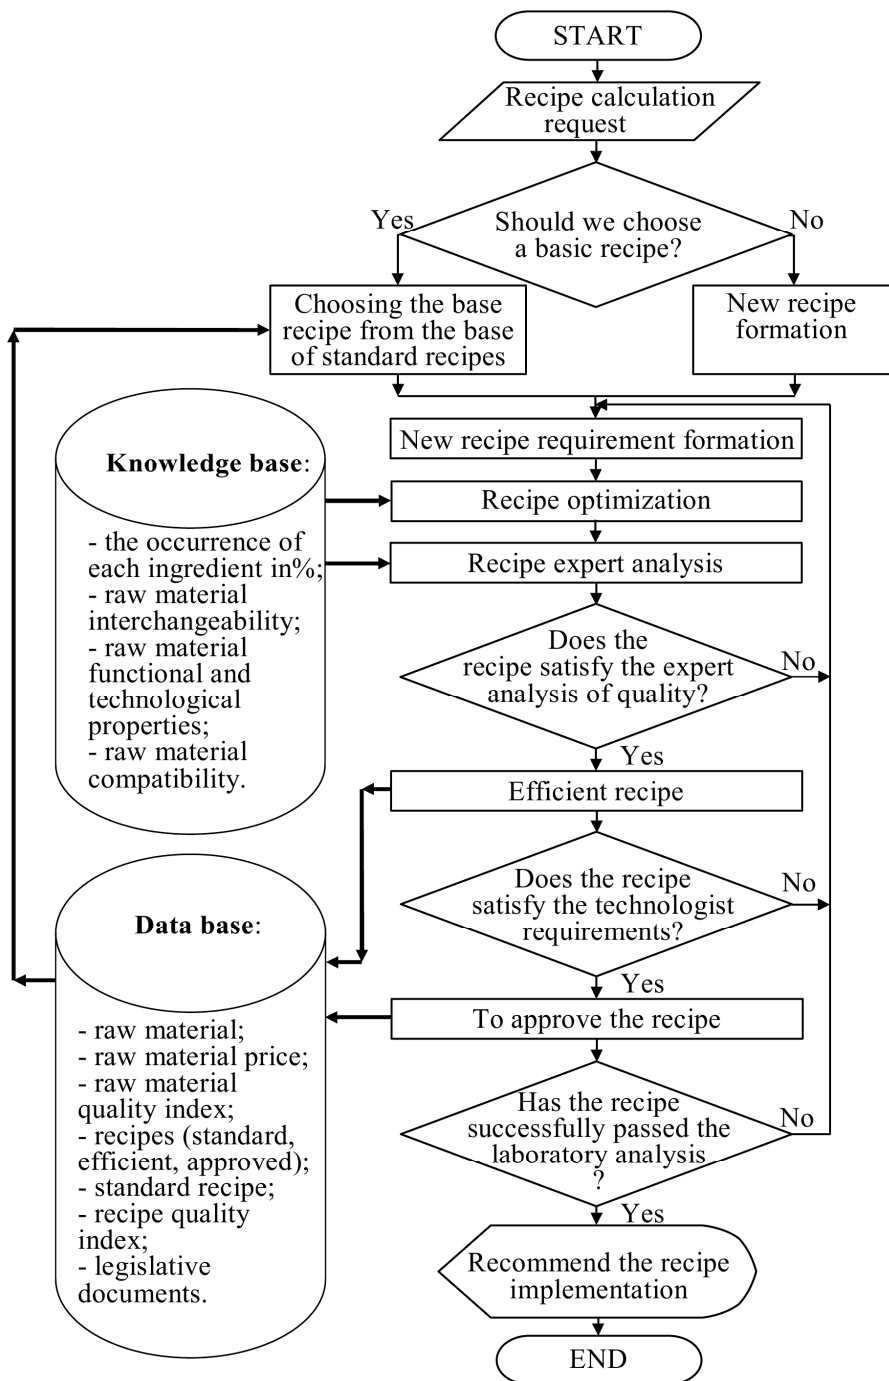 START
Recipe calculation
request
Should we choose
a basic recipe?
Yes
No
Choosing the base
recipe from the base
of standard recipes
New recipe
formation
New recipe requirement formation
Knowledge base:
- the occurrence of
each ingredient in%;
- raw material
interchangeability;
- raw material
functional and
technological
properties;
- raw material
compatibility.
Recipe optimization
Recipe expert analysis
Does the
recipe satisfy the expert
analysis of quality?
No
Yes
Efficient recipe
Does the recipe
satisfy the technologist
requirements?
No
Yes
Data base:
- raw material;
- raw material price;
- raw material
quality index;
- recipes (standard,
efficient, approved);
- standard recipe;
- recipe quality
index;
- legislative
documents.
To approve the recipe
Has the recipe
successfully passed the
laboratory analysis
?
No
Yes
Recommend the recipe
implementation
END